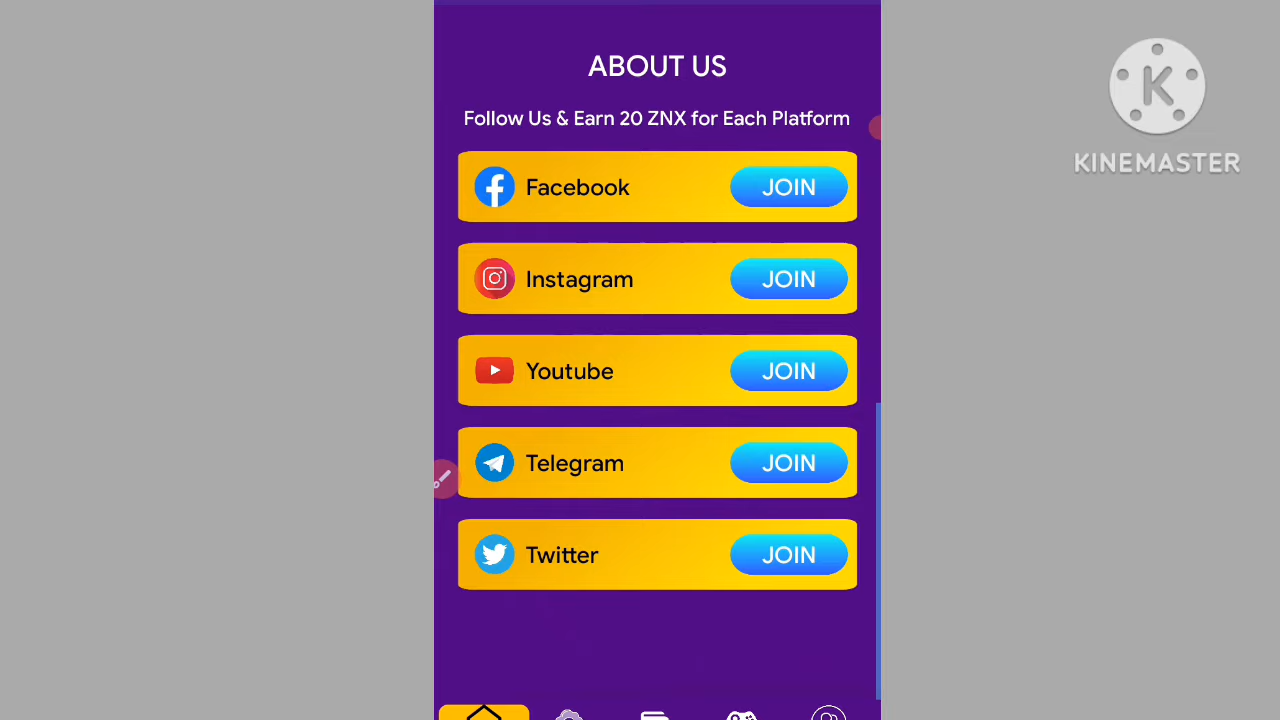 ABOUT US
Follow Us & Earn 20 ZNX for Each Platform
Facebook JOIN
Instagram JOIN
Youtube JOIN
Telegram JOIN
Twitter JOIN
K
KINEMASTER